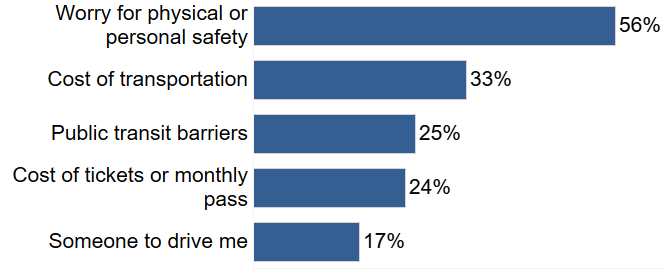 Worry for physical or
personal safety
56%
Cost of transportation
33%
Public transit barriers
25%
Cost of tickets or monthly
pass
24%
Someone to drive me
17%